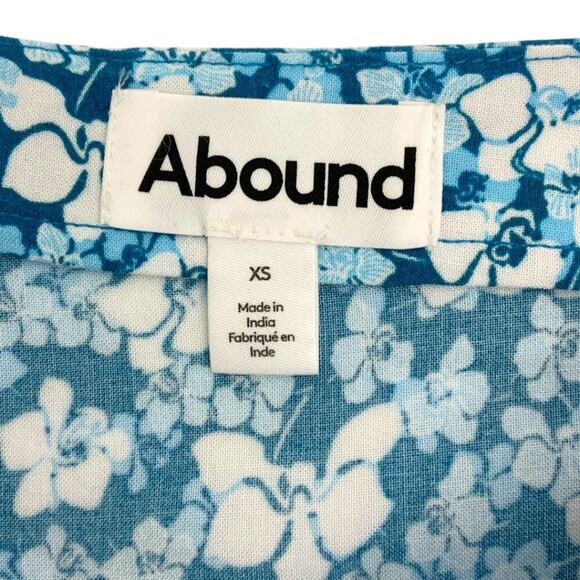 Abound
XS
Made in
India
Fabriqué en
Inde